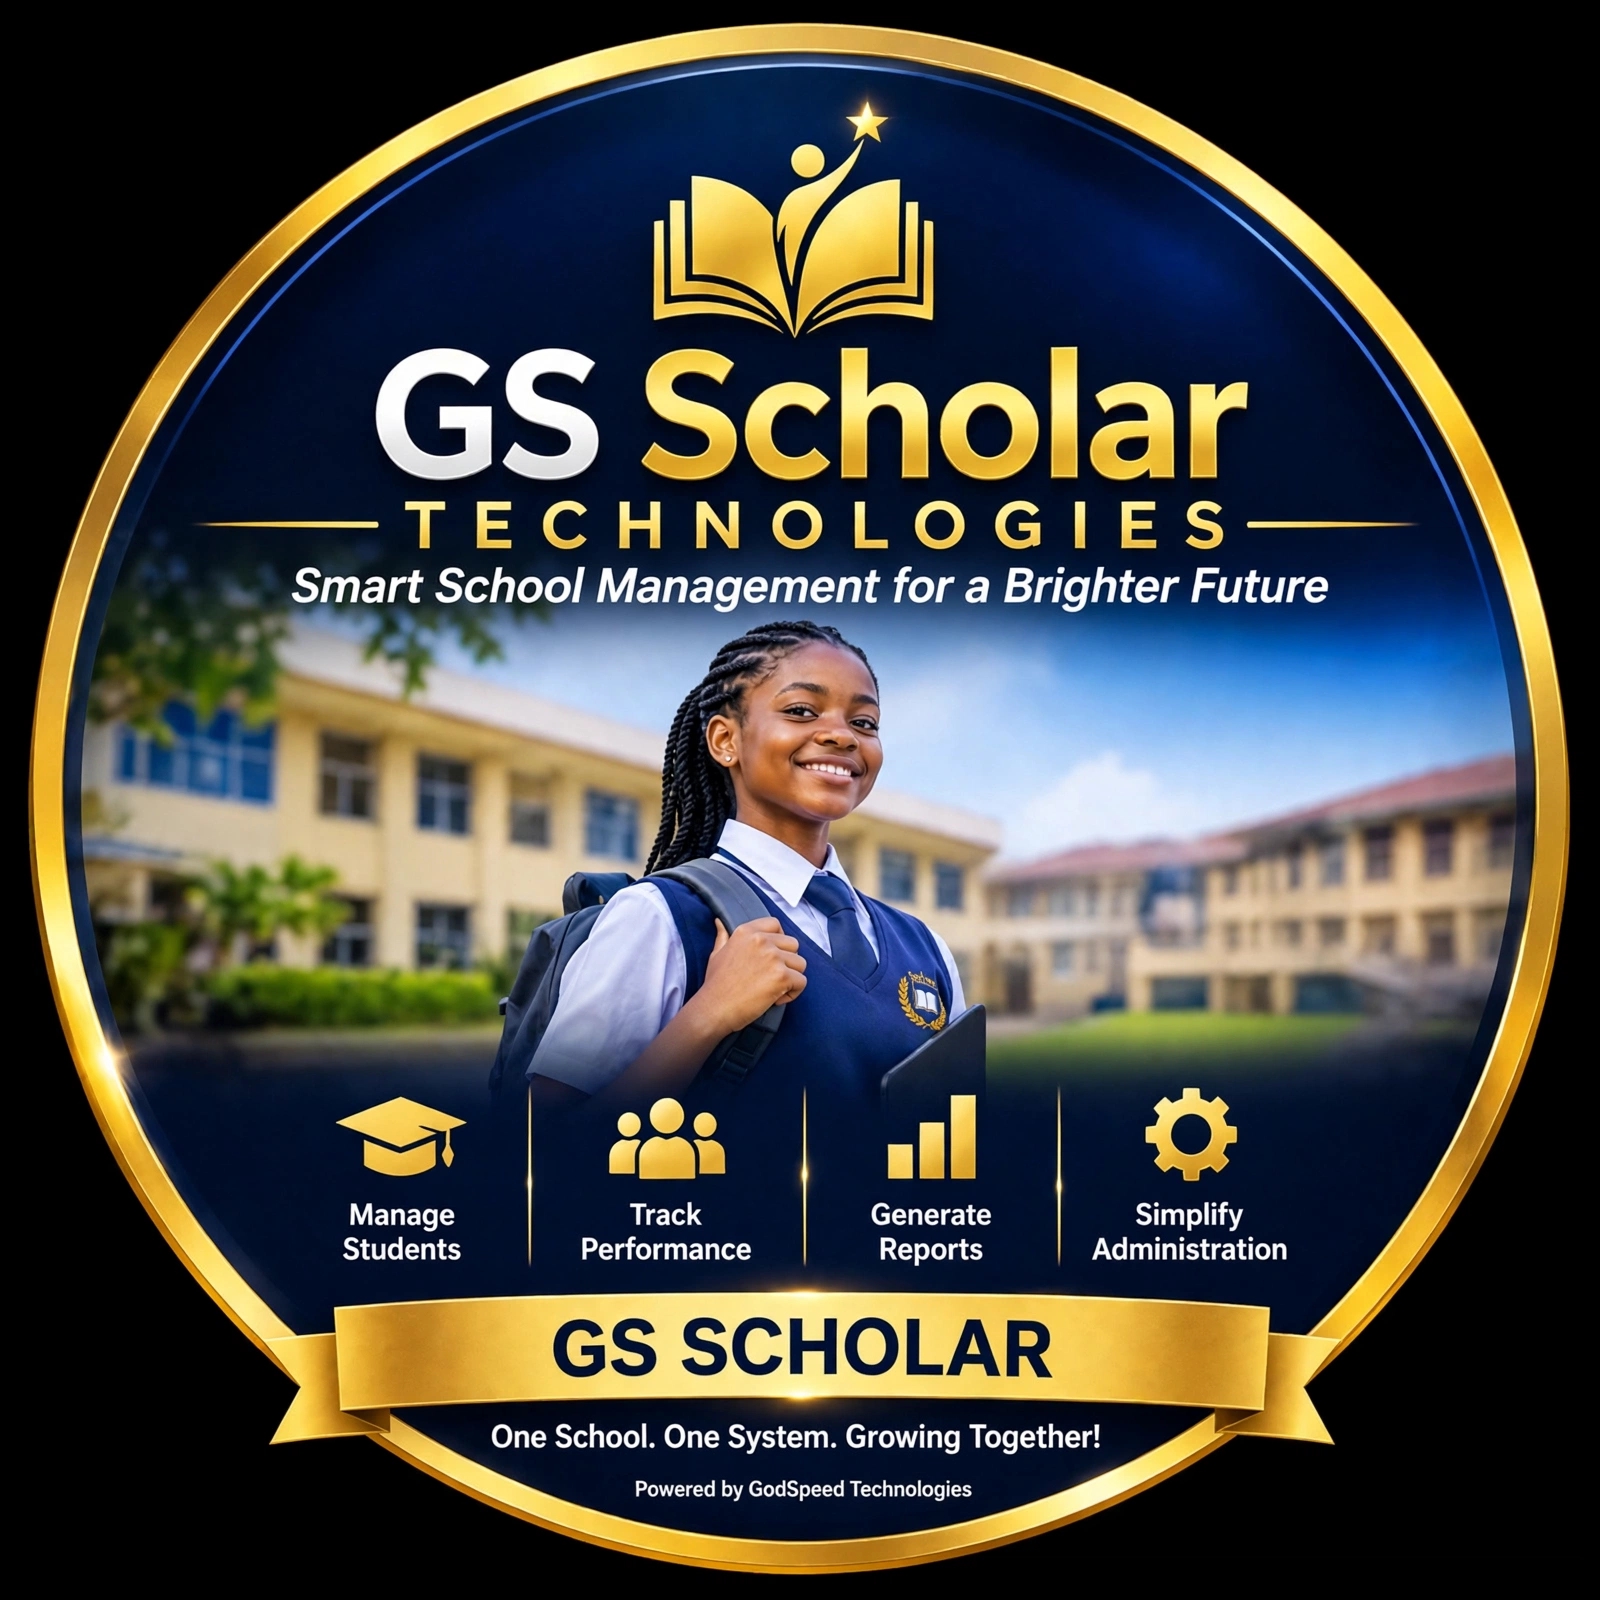 GS Scholar
TECHNOLOGIES
Smart School Management for a Brighter Future
Manage
Students
Track
Performance
Generate
Reports
Simplify
Administration
GS SCHOLAR
One School. One System. Growing Together!
Powered by GodSpeed Technologies